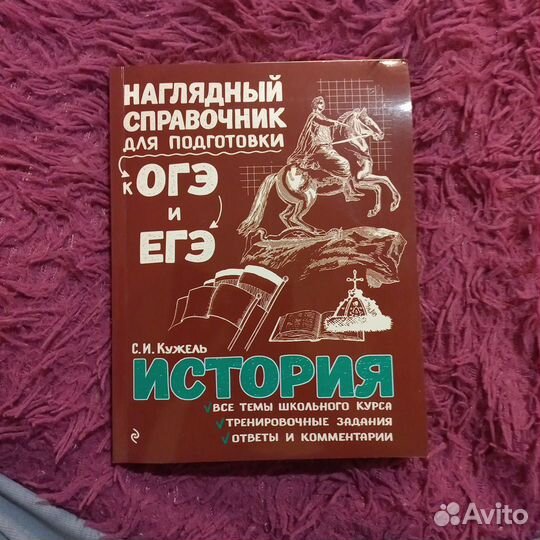 НАГЛЯДНЫЙ
СПРАВОЧНИК
ДЛЯ ПОДГОТОВКИ
К ОГЭ
И
ЕГЭ
С.И. КУЖЕЛЬ
ИСТОРИЯ
ВСЕ ТЕМЫ ШКОЛЬНОГО КУРСА
ТРЕНИРОВОЧНЫЕ ЗАДАНИЯ
ОТВЕТЫ И КОММЕНТАРИИ
Avito